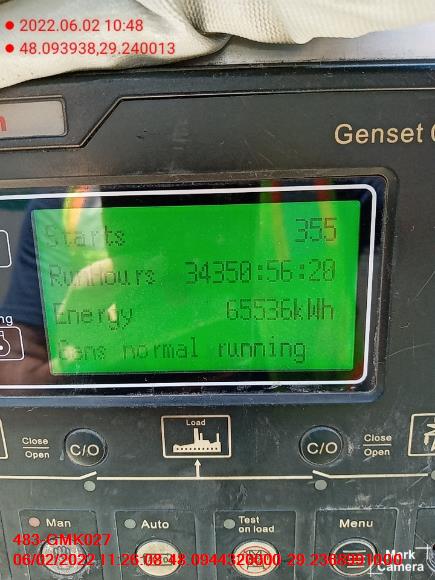 2022.06.02 10:48
48.093938,29.240013
Genset
Starts 355
RunHours 34350:56:20
Energy 65536kWh
Gens normal running
Load
Close
Open
C/O
C/O
Close
Open
Man
Auto
Test
on load
Menu
483-GMK027
06/02/2022 11:26:08 48.0944320000 29.2368991000
Camera